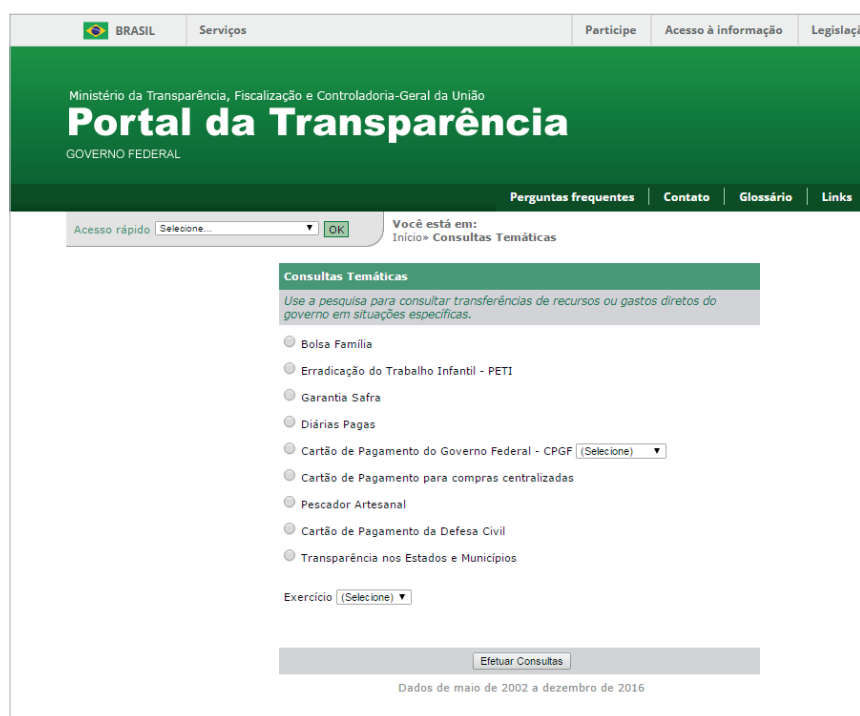 BRASIL Serviços Participe Acesso à informação Legislaçã
Ministério da Transparência, Fiscalização e Controladoria-Geral da União
Portal da Transparência
GOVERNO FEDERAL
Perguntas frequentes Contato Glossário Links
Acesso rápido Selecione... OK
Você está em:
Início» Consultas Temáticas
Consultas Temáticas
Use a pesquisa para consultar transferências de recursos ou gastos diretos do
governo em situações específicas.
Bolsa Família
Erradicação do Trabalho Infantil - PETI
Garantia Safra
Diárias Pagas
Cartão de Pagamento do Governo Federal - CPGF (Selecione)
Cartão de Pagamento para compras centralizadas
Pescador Artesanal
Cartão de Pagamento da Defesa Civil
Transparência nos Estados e Municípios
Exercício (Selecione)
Efetuar Consultas
Dados de maio de 2002 a dezembro de 2016